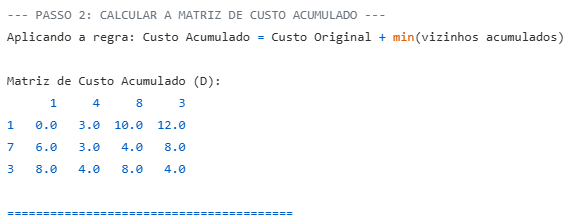 --- PASSO 2: CALCULAR A MATRIZ DE CUSTO ACUMULADO ---
Aplicando a regra: Custo Acumulado = Custo Original + min(vizinhos acumulados)
Matriz de Custo Acumulado (D):
1 4 8 3
1 0.0 3.0 10.0 12.0
7 6.0 3.0 4.0 8.0
3 8.0 4.0 8.0 4.0
========================================